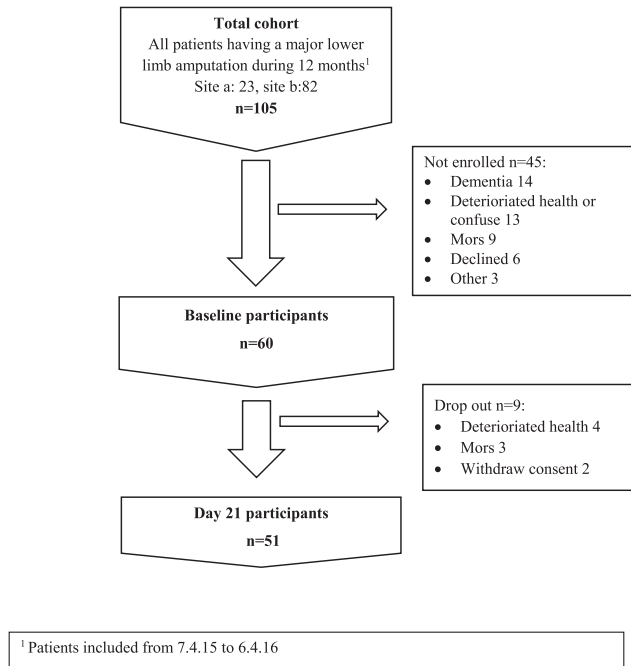 Total cohort
All patients having a major lower
limb amputation during 12 months¹
Site a: 23, site b:82
n=105
Not enrolled n=45:
• Dementia 14
• Deterioriated health or
confuse 13
• Mors 9
• Declined 6
• Other 3
Baseline participants
n=60
Drop out n=9:
• Deterioriated health 4
• Mors 3
• Withdraw consent 2
Day 21 participants
n=51
¹ Patients included from 7.4.15 to 6.4.16